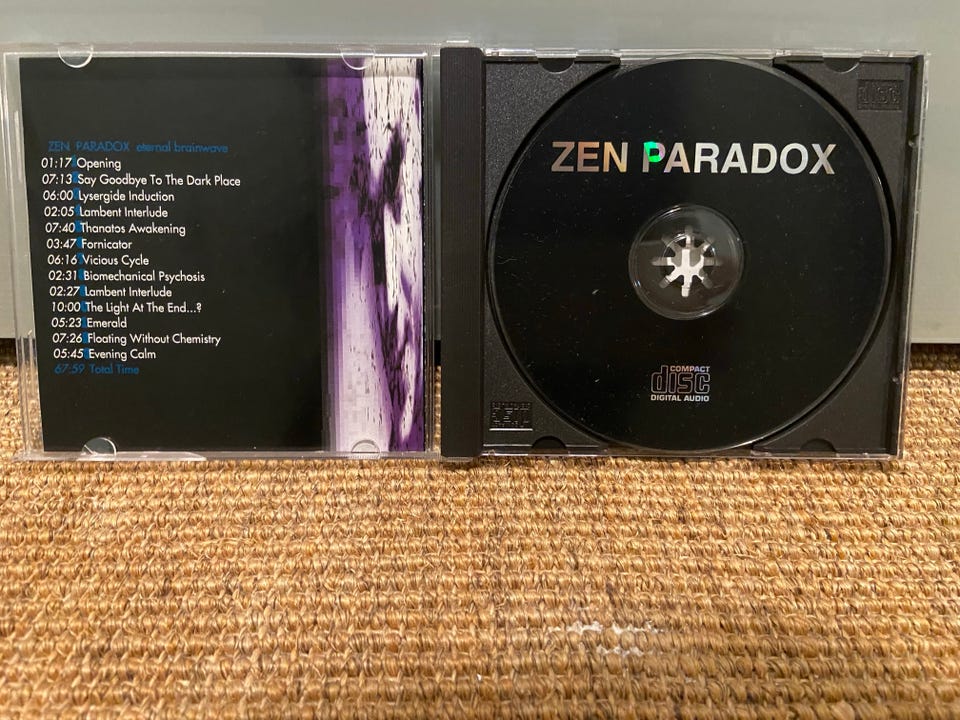 ZEN PARADOX eternal brainwave
01:17 Opening
07:13 Say Goodbye To The Dark Place
06:00 Lysergide Induction
02:05 Lambent Interlude
07:40 Thanatos Awakening
03:47 Fornicator
06:16 Vicious Cycle
02:31 Biomechanical Psychosis
02:27 Lambent Interlude
10:00 The Light At The End...?
05:23 Emerald
07:26 Floating Without Chemistry
05:45 Evening Calm
67:59 Total Time
ZEN PARADOX
COMPACT
disc
DIGITAL AUDIO
disc